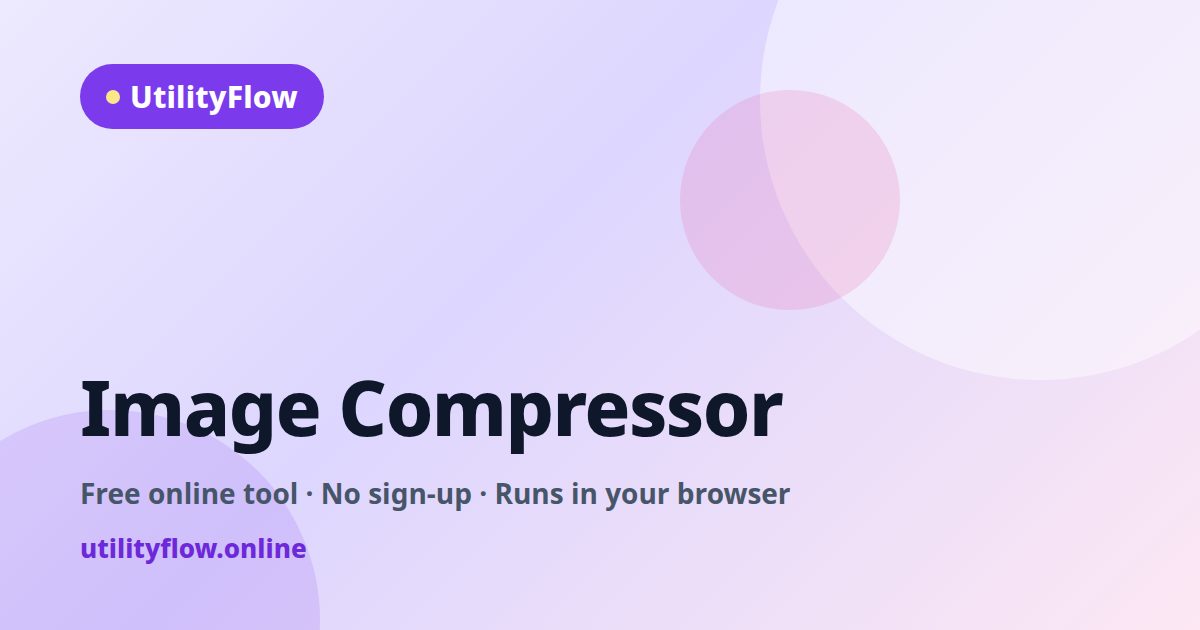 UtilityFlow
Image Compressor
Free online tool · No sign-up · Runs in your browser
utilityflow.online